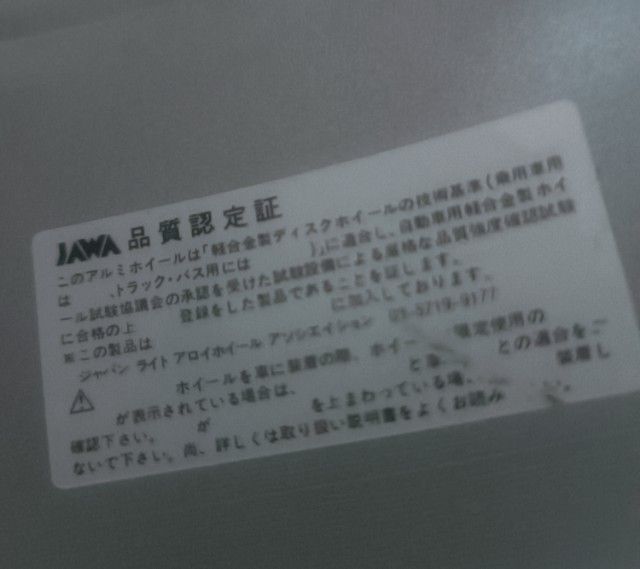 JAWA 品質認定証
このアルミホイールは「軽合金製ディスクホイールの技術基準(乗用車用
は 、トラック・バス用には )」に適合し、自動車用軽合金製ホイ
ール試験協議会の承認を受けた試験設備による厳格な品質強度確認試験
に合格の上 登録をした製品であることを証します。
※この製品は に加入しております。
ジャパン ライト アロイホイール アソシエイション 03-5719-9177
ホイールを車に装着の際、ホイー 限定使用の
が表示されている場合は、 との適合をご
確認下さい。 が を上まわっている場、 装着し
ないで下さい。尚、詳しくは取り扱い説明書をよくお読み 。